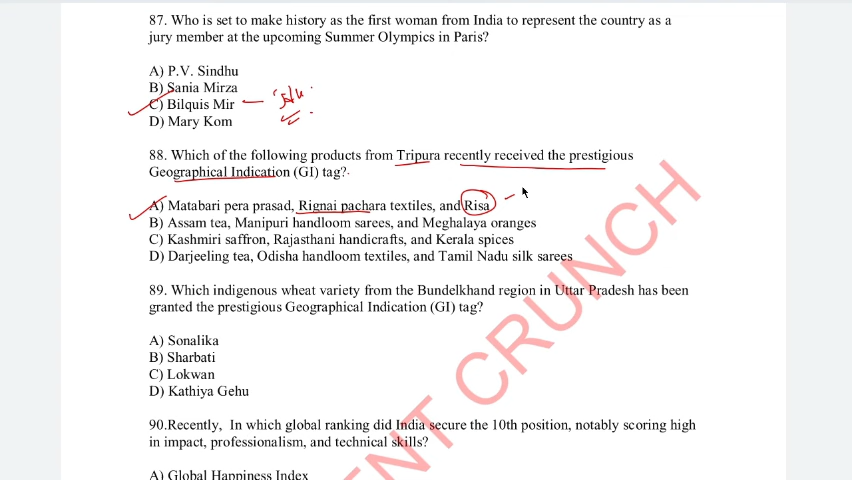 87. Who is set to make history as the first woman from India to represent the country as a
jury member at the upcoming Summer Olympics in Paris?
A) P.V. Sindhu
B) Sania Mirza
C) Bilquis Mir
D) Mary Kom
88. Which of the following products from Tripura recently received the prestigious
Geographical Indication (GI) tag?
A) Matabari pera prasad, Rignai pachara textiles, and Risa
B) Assam tea, Manipuri handloom sarees, and Meghalaya oranges
C) Kashmiri saffron, Rajasthani handicrafts, and Kerala spices
D) Darjeeling tea, Odisha handloom textiles, and Tamil Nadu silk sarees
89. Which indigenous wheat variety from the Bundelkhand region in Uttar Pradesh has been
granted the prestigious Geographical Indication (GI) tag?
A) Sonalika
B) Sharbati
C) Lokwan
D) Kathiya Gehu
90.Recently, In which global ranking did India secure the 10th position, notably scoring high
in impact, professionalism, and technical skills?
A) Global Happiness Index
CRUNCH